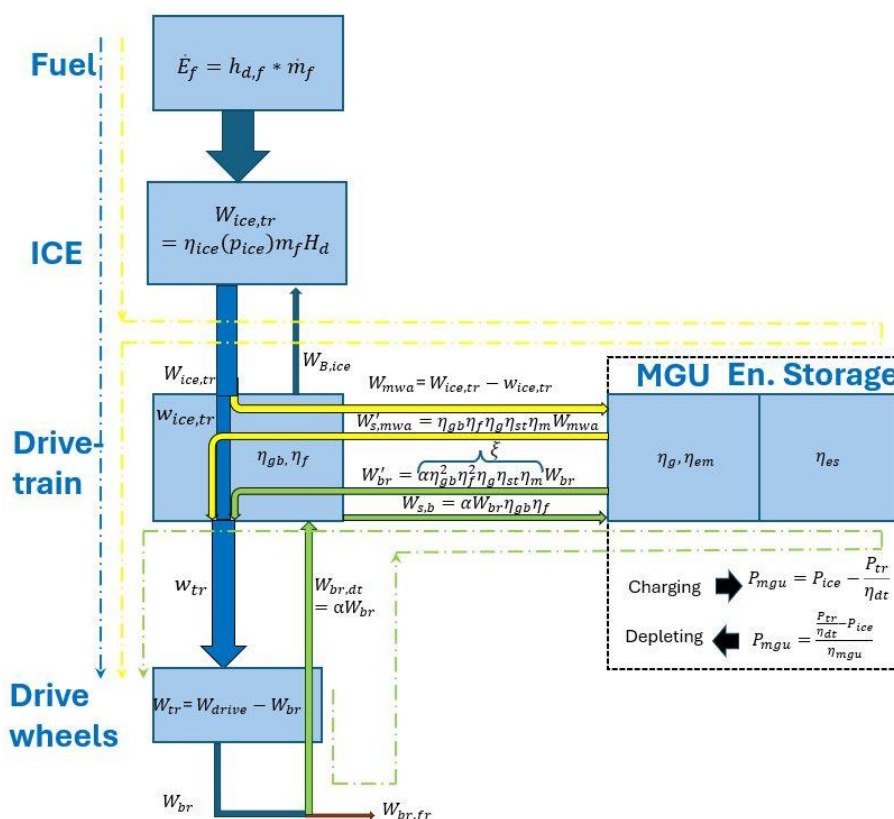 Fuel
Ė_f = h_{d,f} * ṁ_f
W_{ice,tr}
= η_{ice}(p_{ice})m_f H_d
ICE
W_{B,ice}
W_{ice,tr}
W_{mwa} = W_{ice,tr} − w_{ice,tr}
MGU En. Storage
w_{ice,tr}
W'_{s,mwa} = η_{gb}η_fη_gη_{st}η_m W_{mwa}
ξ
Drive-
train
η_{gb}, η_f
W'_{br} = αη²_{gb}η²_fη_gη_{st}η_m W_{br}
η_g, η_{em}
η_{es}
W_{s,b} = αW_{br}η_{gb}η_f
w_{tr}
W_{br,dt}
= αW_{br}
Charging P_{mgu} = P_{ice} − P_{tr}/η_{dt}
Depleting P_{mgu} = (P_{tr}/η_{dt} − P_{ice})/η_{mgu}
Drive
wheels
W_{tr} = W_{drive} − W_{br}
W_{br}
W_{br,fr}